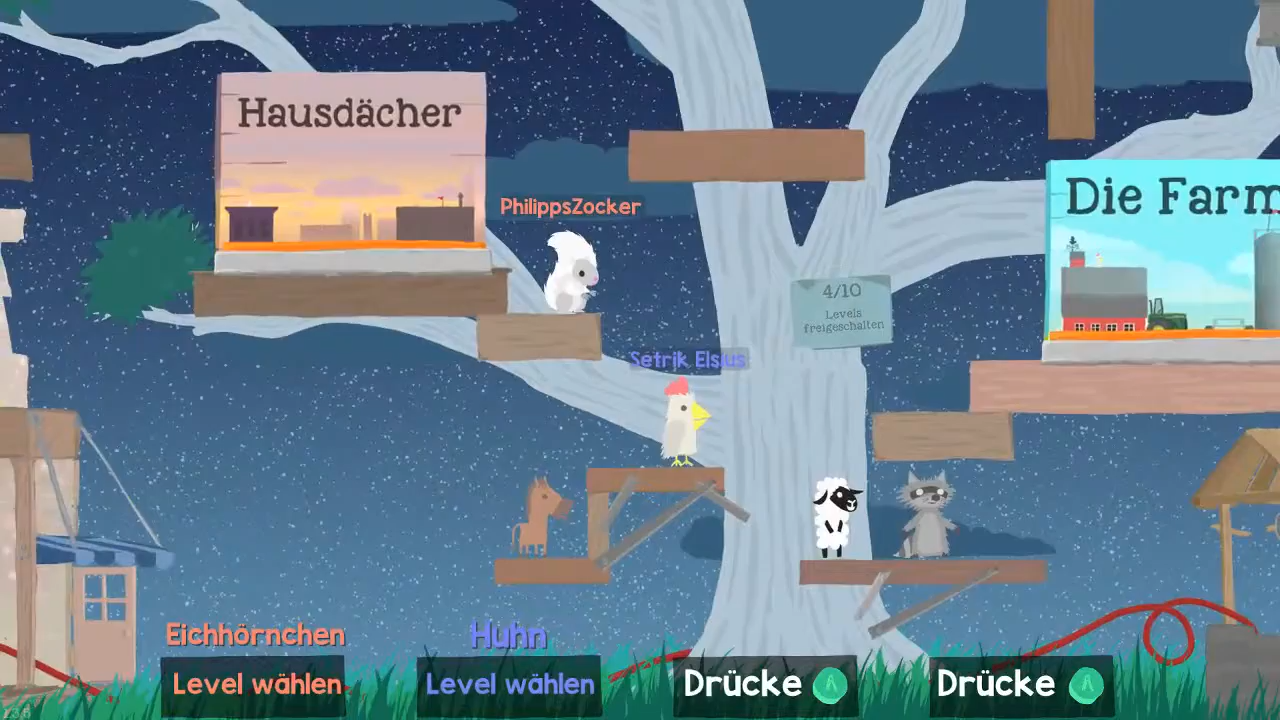 Hausdächer
Die Farm
PhilippsZocker
4/10
Levels
freigeschalten
Setrik Elsius
Eichhörnchen
Huhn
Level wählen
Level wählen
Drücke A
Drücke A